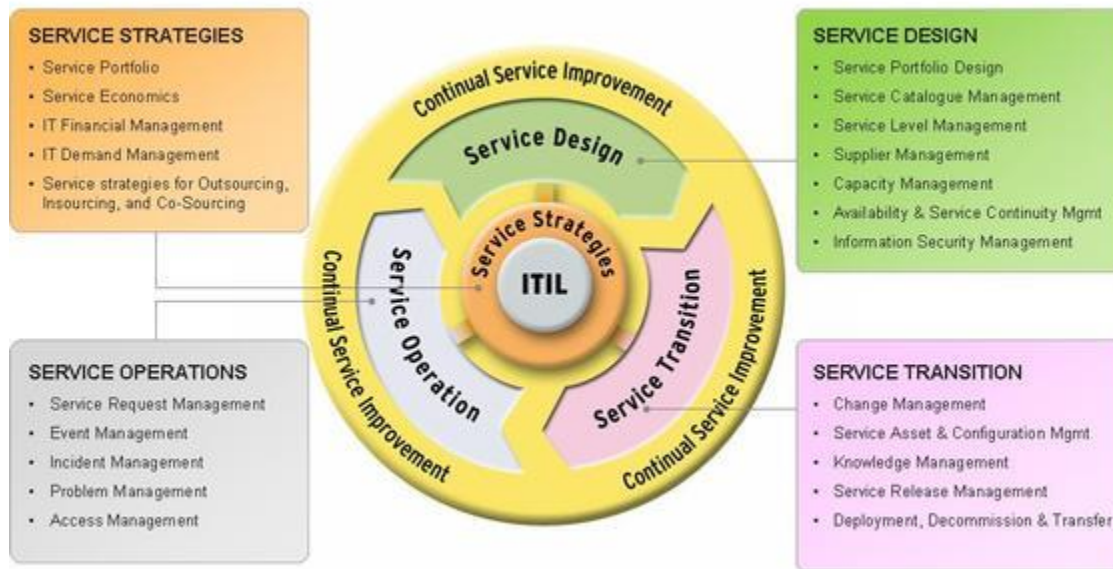 SERVICE STRATEGIES
• Service Portfolio
• Service Economics
• IT Financial Management
• IT Demand Management
• Service strategies for Outsourcing,
Insourcing, and Co-Sourcing
Continual Service Improvement
Service Design
Service Strategies
ITIL
Service Operation
Service Transition
Continual Service Improvement
Continual Service Improvement
SERVICE DESIGN
• Service Portfolio Design
• Service Catalogue Management
• Service Level Management
• Supplier Management
• Capacity Management
• Availability & Service Continuity Mgmt
• Information Security Management
SERVICE OPERATIONS
• Service Request Management
• Event Management
• Incident Management
• Problem Management
• Access Management
SERVICE TRANSITION
• Change Management
• Service Asset & Configuration Mgmt
• Knowledge Management
• Service Release Management
• Deployment, Decommission & Transfer